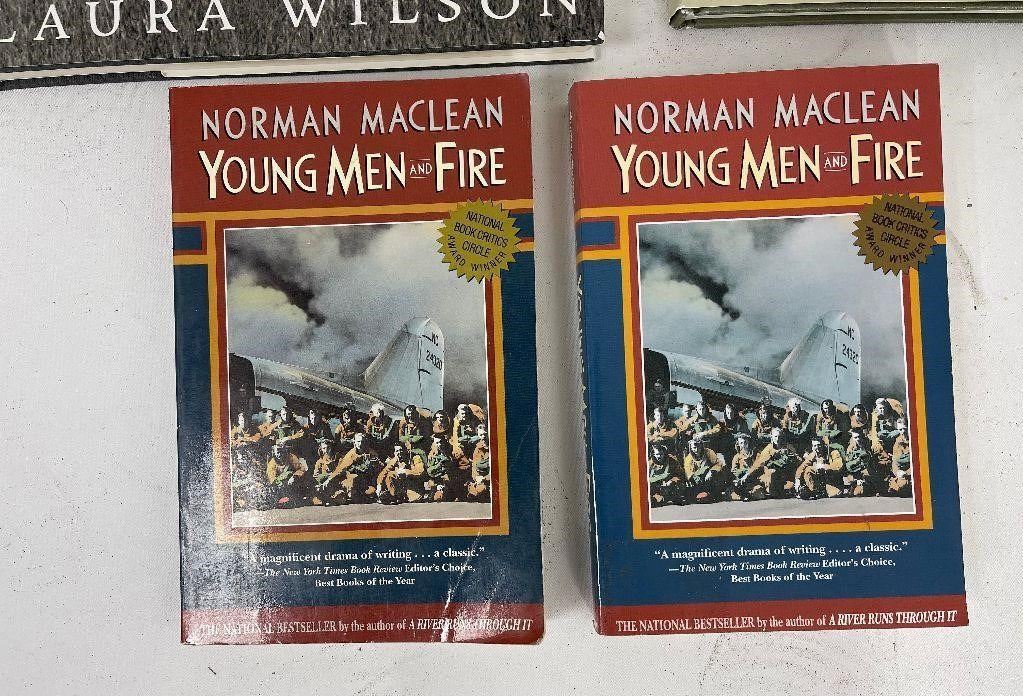 LAURA WILSON
NORMAN MACLEAN
YOUNG MEN AND FIRE
NATIONAL
BOOK CRITICS
CIRCLE
AWARD WINNER
NC
24320
"A magnificent drama of writing . . . a classic."
—The New York Times Book Review Editor's Choice,
Best Books of the Year
THE NATIONAL BESTSELLER by the author of A RIVER RUNS THROUGH IT
NORMAN MACLEAN
YOUNG MEN AND FIRE
NATIONAL
BOOK CRITICS
CIRCLE
AWARD WINNER
NC
24320
"A magnificent drama of writing . . . . a classic."
—The New York Times Book Review Editor's Choice,
Best Books of the Year
THE NATIONAL BESTSELLER by the author of A RIVER RUNS THROUGH IT